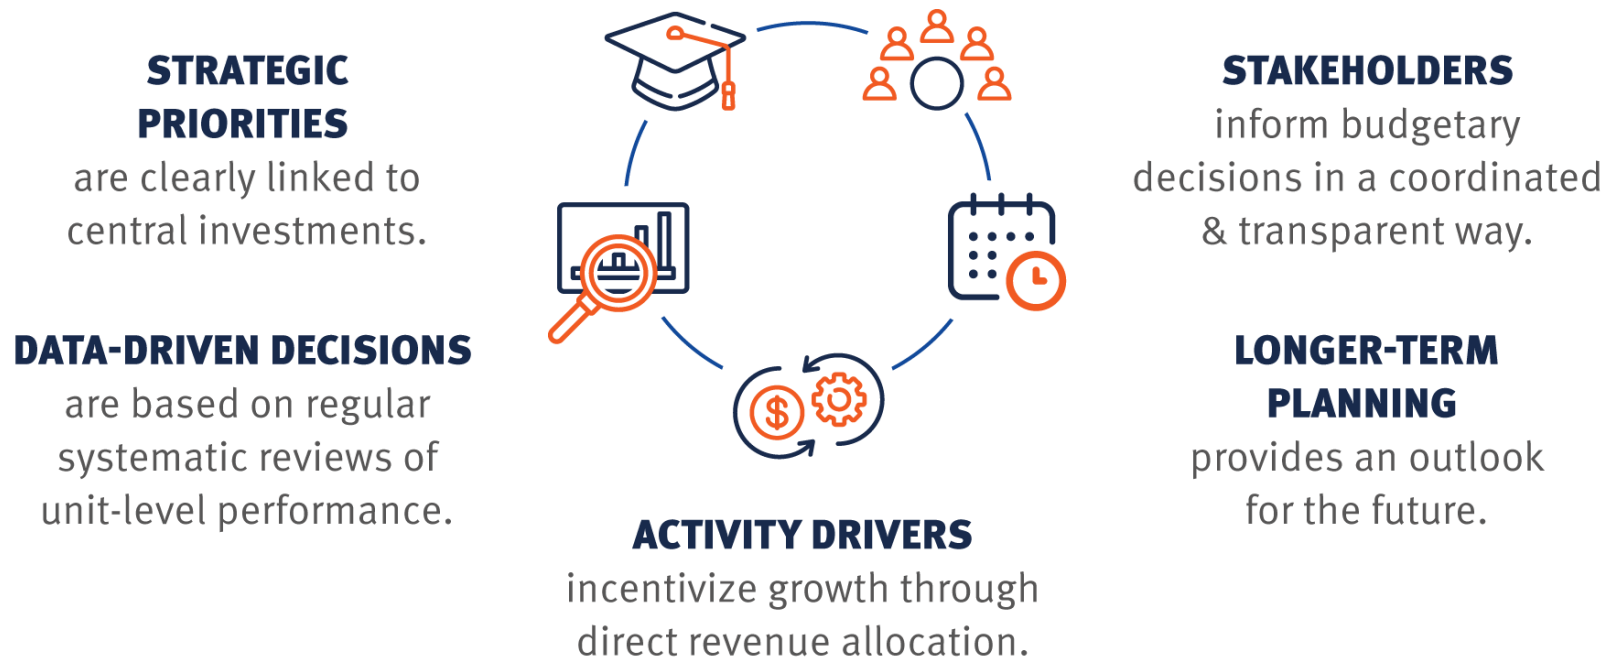 STRATEGIC
PRIORITIES
are clearly linked to
central investments.
STAKEHOLDERS
inform budgetary
decisions in a coordinated
& transparent way.
DATA-DRIVEN DECISIONS
are based on regular
systematic reviews of
unit-level performance.
$
LONGER-TERM
PLANNING
provides an outlook
for the future.
ACTIVITY DRIVERS
incentivize growth through
direct revenue allocation.